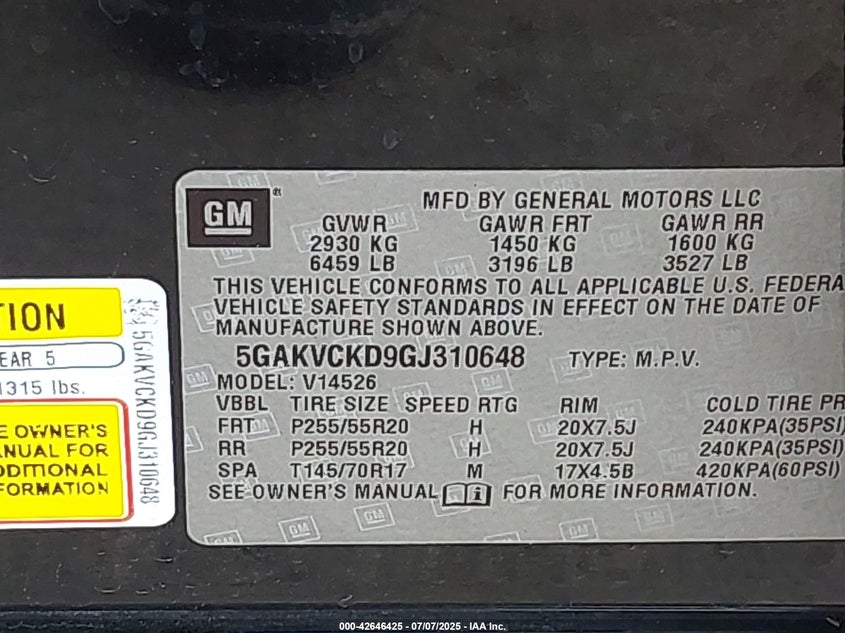 GM
MFD BY GENERAL MOTORS LLC
GVWR GAWR FRT GAWR RR
2930 KG 1450 KG 1600 KG
6459 LB 3196 LB 3527 LB
THIS VEHICLE CONFORMS TO ALL APPLICABLE U.S. FEDERA
VEHICLE SAFETY STANDARDS IN EFFECT ON THE DATE OF
MANUFACTURE SHOWN ABOVE.
5GAKVCKD9GJ310648 TYPE: M.P.V.
MODEL: V14526
VBBL TIRE SIZE SPEED RTG RIM COLD TIRE PR
FRT P255/55R20 H 20X7.5J 240KPA(35PSI)
RR P255/55R20 H 20X7.5J 240KPA(35PSI)
SPA T145/70R17 M 17X4.5B 420KPA(60PSI)
SEE OWNER'S MANUAL FOR MORE INFORMATION.
TION
EAR 5
1315 lbs.
E OWNER'S
ANUAL FOR
DDITIONAL
FORMATION
5GAKVCKD9GJ310648
000-42646425 - 07/07/2025 - IAA Inc.